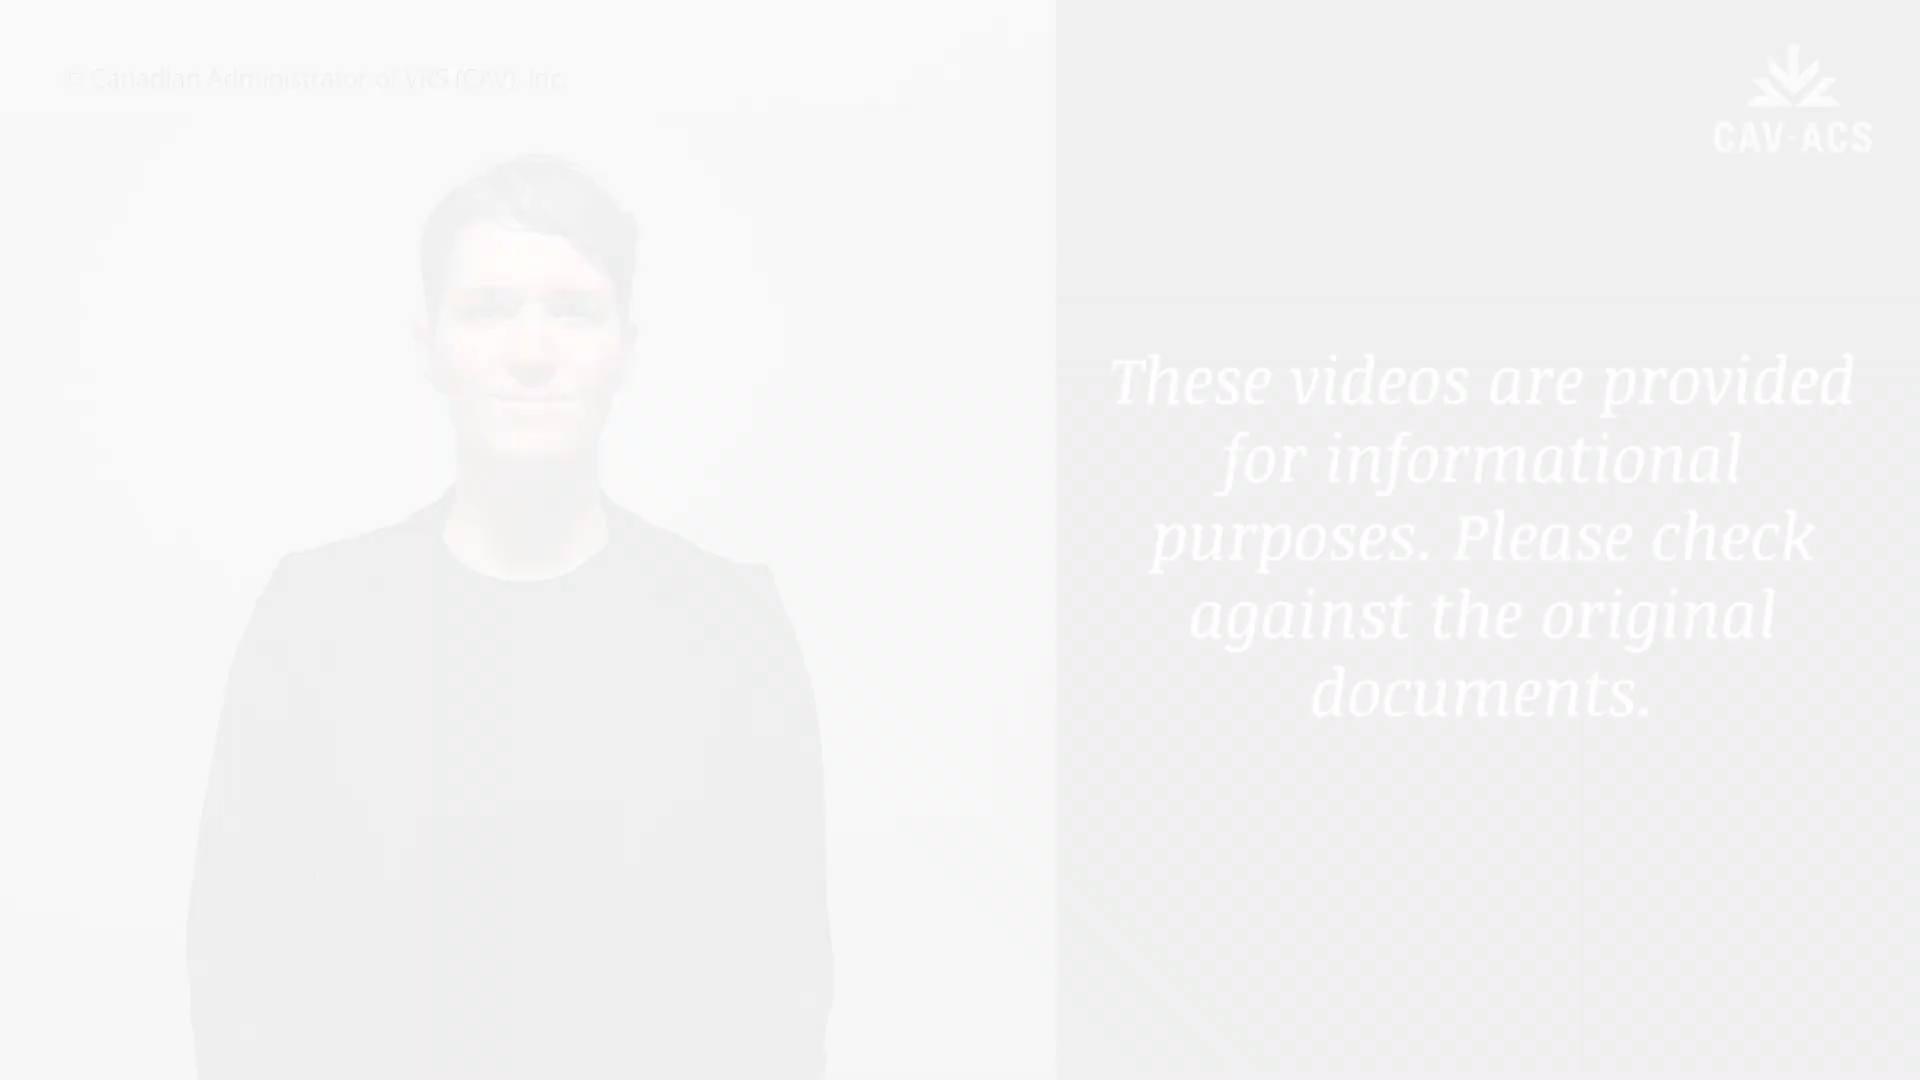 © Canadian Administrator of VRS (CAV), Inc.
CAV-ACS
These videos are provided
for informational
purposes. Please check
against the original
documents.